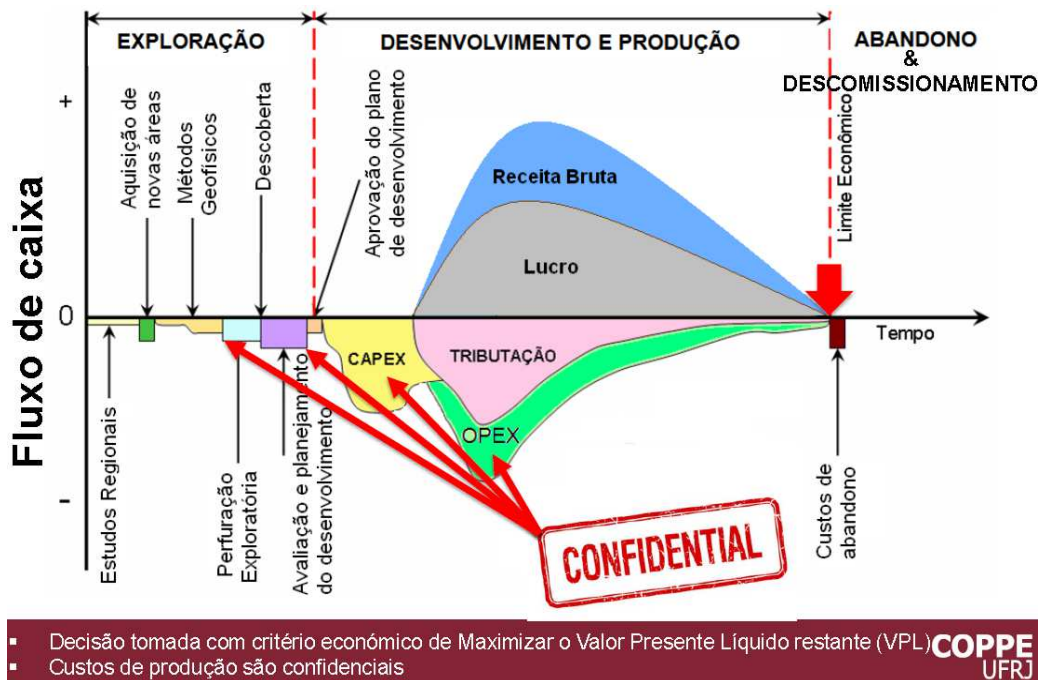 EXPLORAÇÃO
DESENVOLVIMENTO E PRODUÇÃO
ABANDONO
&
DESCOMISSIONAMENTO
Fluxo de caixa
+
0
-
Aquisição de
novas áreas
Métodos
Geofísicos
Descoberta
Aprovação do plano
de desenvolvimento
Receita Bruta
Lucro
Limite Econômico
Tempo
CAPEX
TRIBUTAÇÃO
OPEX
Estudos Regionais
Perfuração
Exploratória
Avaliação e planejamento
do desenvolvimento
Custos de
abandono
CONFIDENTIAL
▪ Decisão tomada com critério económico de Maximizar o Valor Presente Líquido restante (VPL)
▪ Custos de produção são confidenciais
COPPE
UFRJ